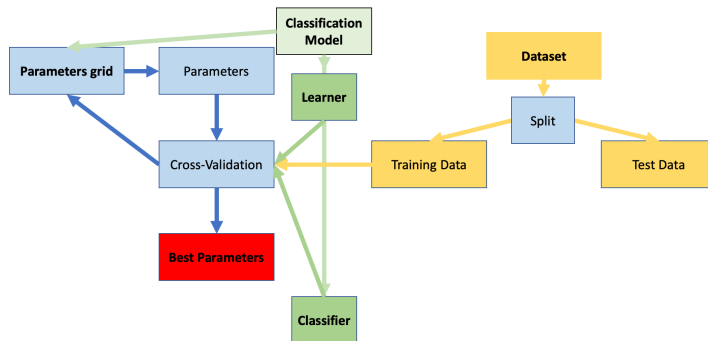 Classification
Model
Parameters grid
Parameters
Dataset
Learner
Split
Cross-Validation
Training Data
Test Data
Best Parameters
Classifier